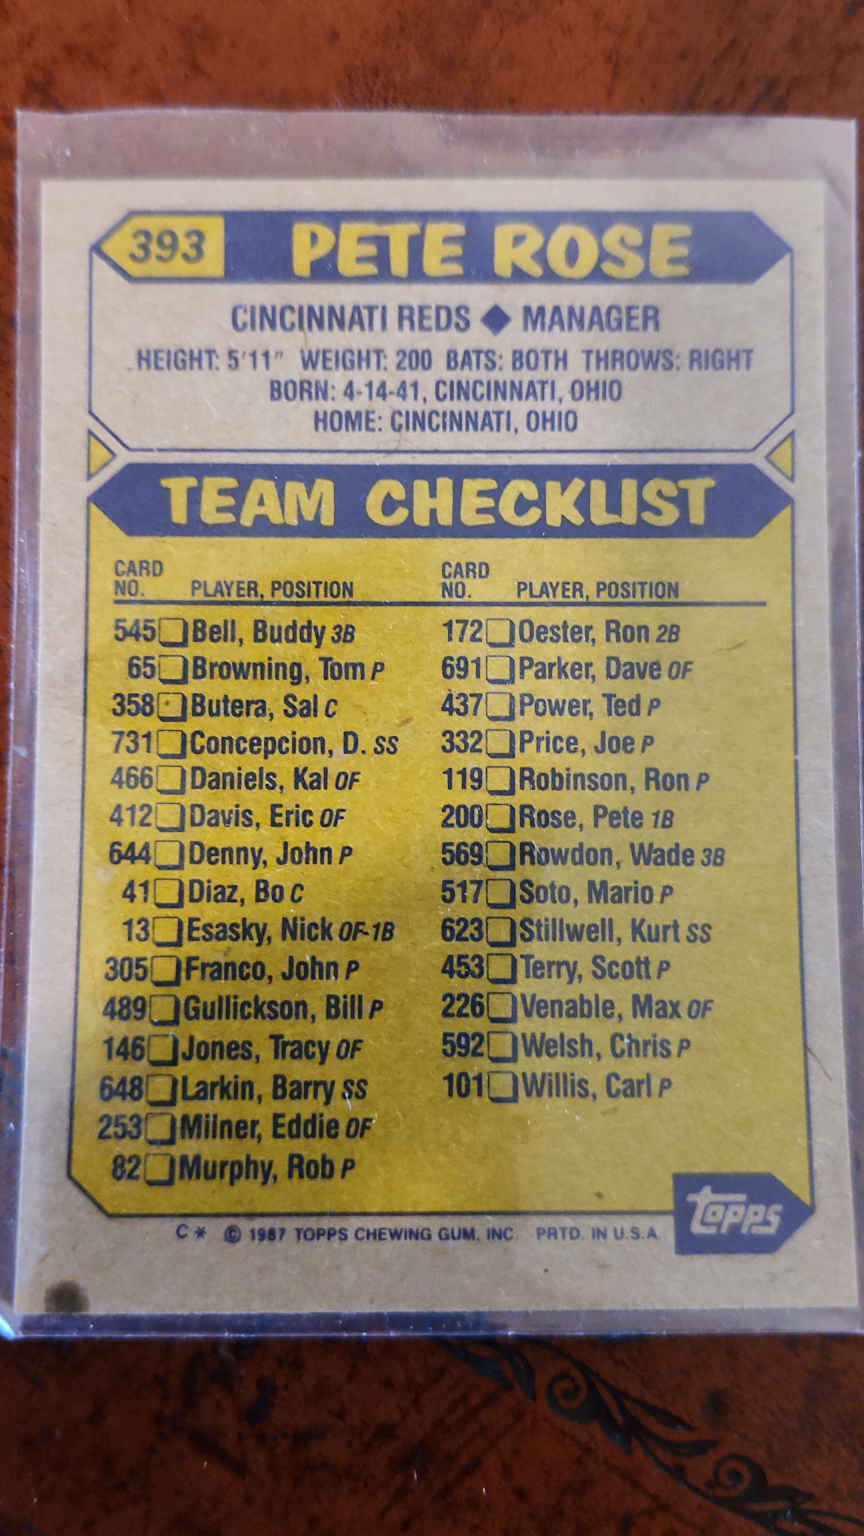 393 PETE ROSE
CINCINNATI REDS ◆ MANAGER
HEIGHT: 5'11" WEIGHT: 200 BATS: BOTH THROWS: RIGHT
BORN: 4-14-41, CINCINNATI, OHIO
HOME: CINCINNATI, OHIO
TEAM CHECKLIST
CARD
NO. PLAYER, POSITION
545 Bell, Buddy 3B
65 Browning, Tom P
358 Butera, Sal C
731 Concepcion, D. SS
466 Daniels, Kal OF
412 Davis, Eric OF
644 Denny, John P
41 Diaz, Bo C
13 Esasky, Nick OF-1B
305 Franco, John P
489 Gullickson, Bill P
146 Jones, Tracy OF
648 Larkin, Barry SS
253 Milner, Eddie OF
82 Murphy, Rob P
CARD
NO. PLAYER, POSITION
172 Oester, Ron 2B
691 Parker, Dave OF
437 Power, Ted P
332 Price, Joe P
119 Robinson, Ron P
200 Rose, Pete 1B
569 Rowdon, Wade 3B
517 Soto, Mario P
623 Stillwell, Kurt SS
453 Terry, Scott P
226 Venable, Max OF
592 Welsh, Chris P
101 Willis, Carl P
topps
C* © 1987 TOPPS CHEWING GUM, INC. PRTD. IN U.S.A.